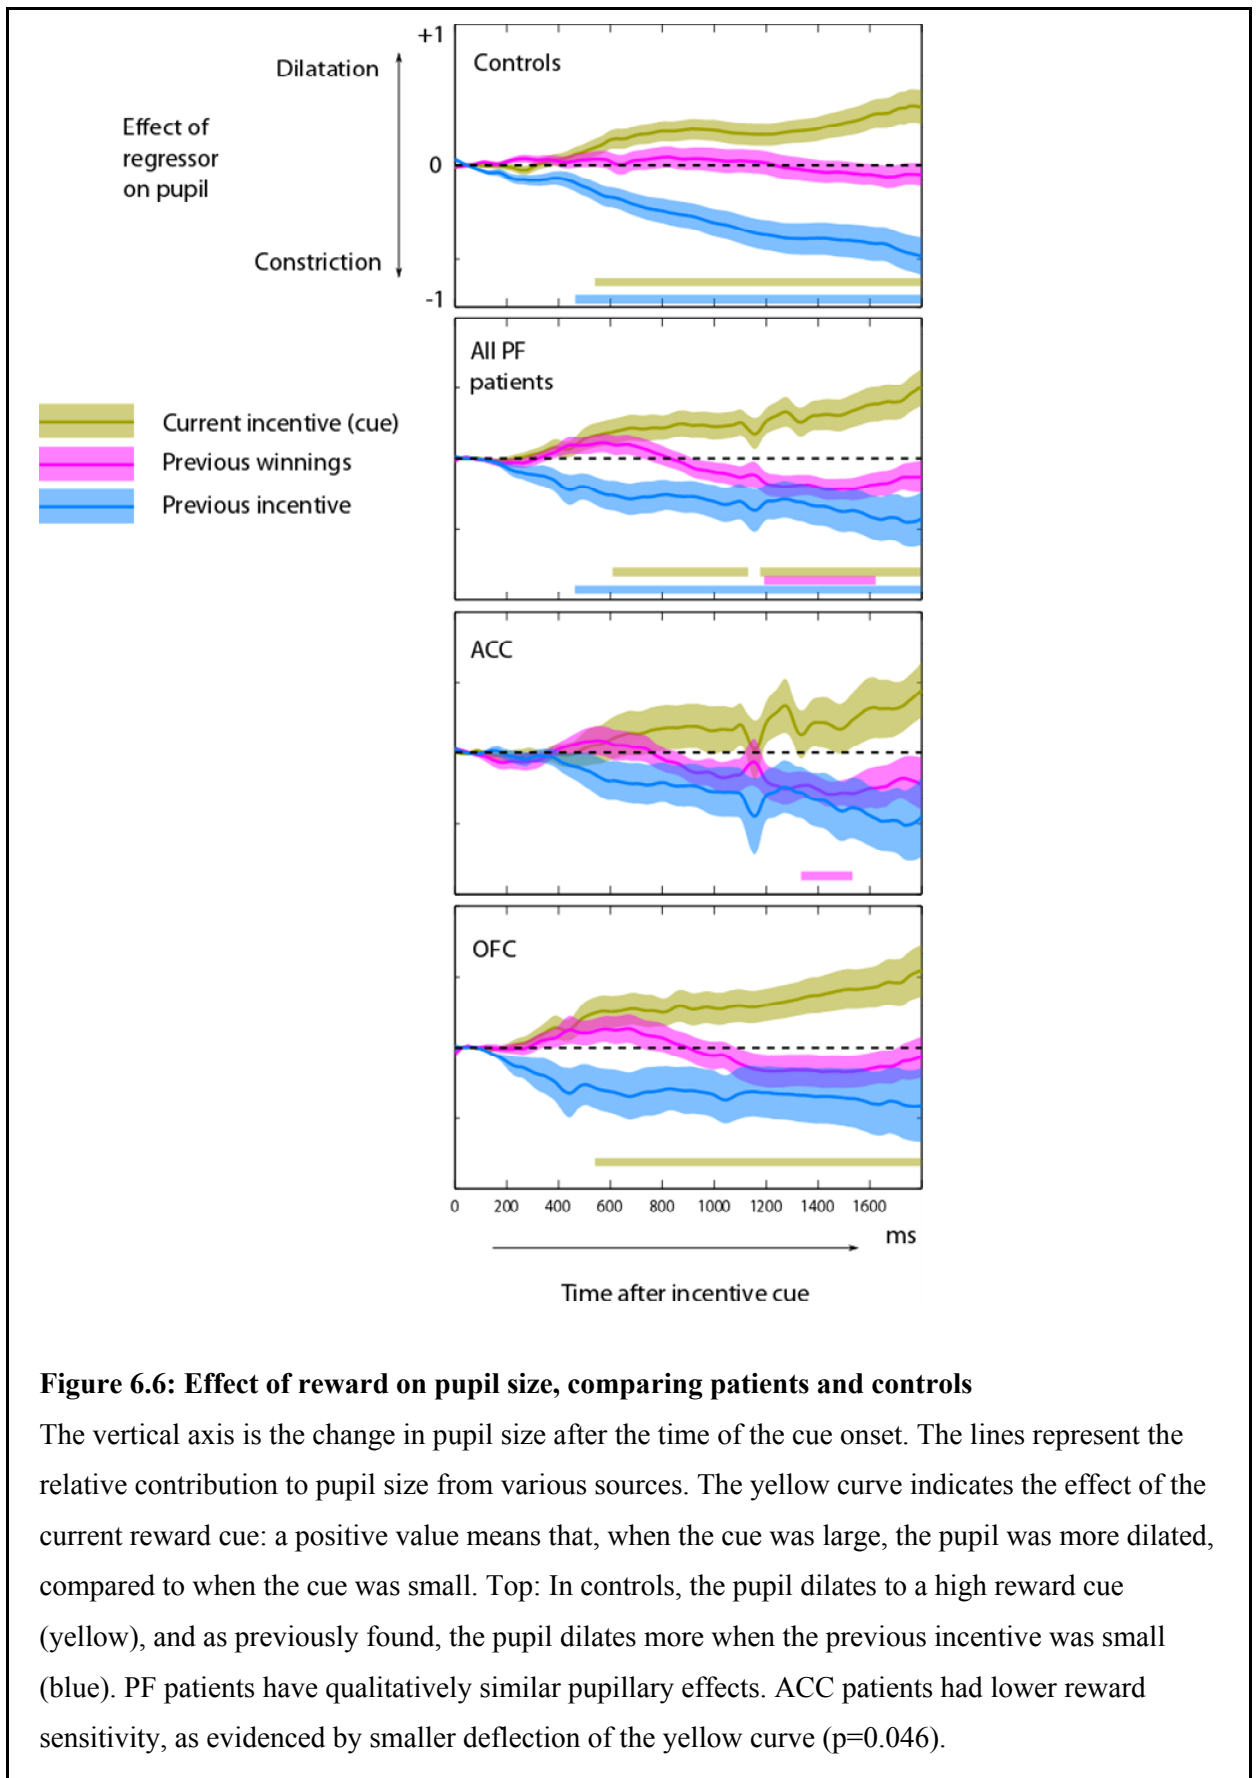 +1
Dilatation
Controls
Effect of
regressor
on pupil
0
Constriction
-1
All PF
patients
Current incentive (cue)
Previous winnings
Previous incentive
ACC
OFC
0 200 400 600 800 1000 1200 1400 1600
ms
Time after incentive cue
Figure 6.6: Effect of reward on pupil size, comparing patients and controls
The vertical axis is the change in pupil size after the time of the cue onset. The lines represent the
relative contribution to pupil size from various sources. The yellow curve indicates the effect of the
current reward cue: a positive value means that, when the cue was large, the pupil was more dilated,
compared to when the cue was small. Top: In controls, the pupil dilates to a high reward cue
(yellow), and as previously found, the pupil dilates more when the previous incentive was small
(blue). PF patients have qualitatively similar pupillary effects. ACC patients had lower reward
sensitivity, as evidenced by smaller deflection of the yellow curve (p=0.046).